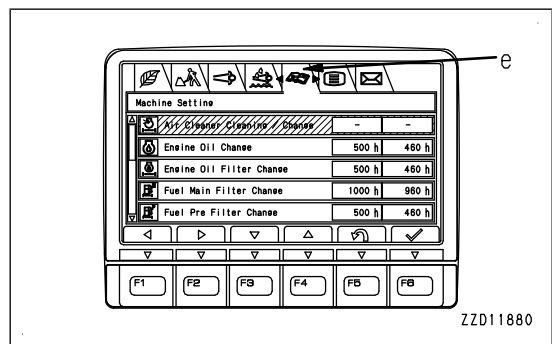 e
Machine Setting
Air Cleaner Cleaning / Change - -
Engine Oil Change 500 h 460 h
Engine Oil Filter Change 500 h 460 h
Fuel Main Filter Change 1000 h 960 h
Fuel Pre Filter Change 500 h 460 h
F1 F2 F3 F4 F5 F6
ZZD11880